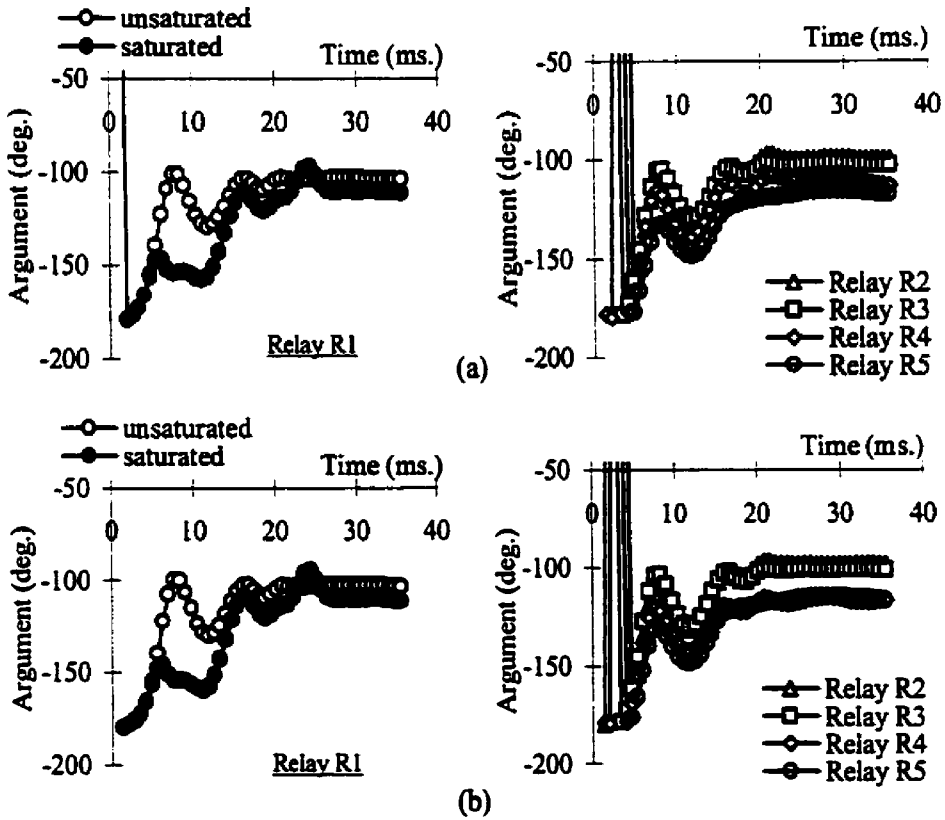 unsaturated
saturated
Time (ms.)
-50
0 10 20 30 40
-100
-150
-200
Argument (deg.)
Relay R1
Time (ms.)
-50
0 10 20 30 40
-100
-150
-200
Argument (deg.)
Relay R2
Relay R3
Relay R4
Relay R5
(a)
unsaturated
saturated
Time (ms.)
-50
0 10 20 30 40
-100
-150
-200
Argument (deg.)
Relay R1
Time (ms.)
-50
0 10 20 30 40
-100
-150
-200
Argument (deg.)
Relay R2
Relay R3
Relay R4
Relay R5
(b)